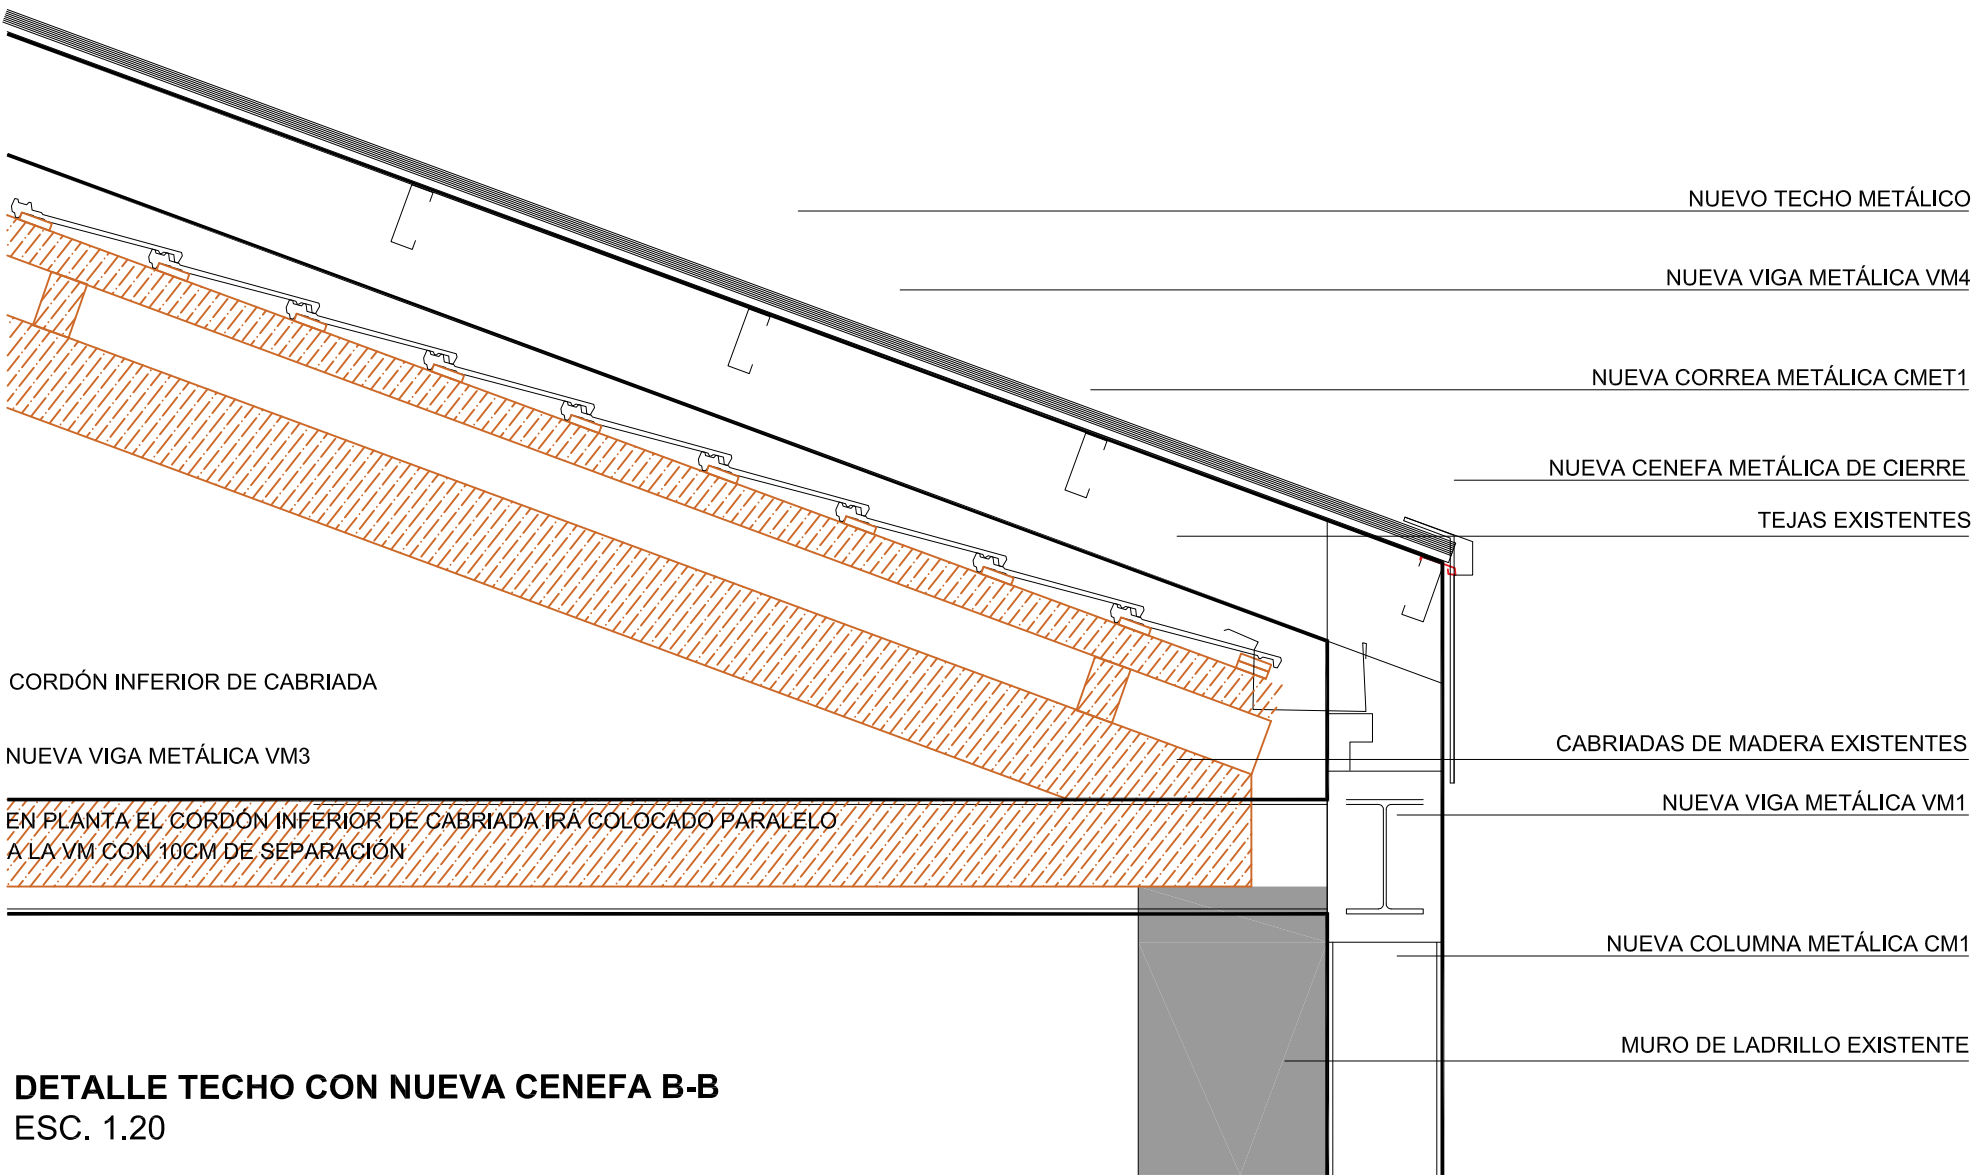 NUEVO TECHO METÁLICO
NUEVA VIGA METÁLICA VM4
NUEVA CORREA METÁLICA CMET1
NUEVA CENEFA METÁLICA DE CIERRE
TEJAS EXISTENTES
CORDÓN INFERIOR DE CABRIADA
NUEVA VIGA METÁLICA VM3
CABRIADAS DE MADERA EXISTENTES
NUEVA VIGA METÁLICA VM1
EN PLANTA EL CORDÓN INFERIOR DE CABRIADA IRÁ COLOCADO PARALELO
A LA VM CON 10CM DE SEPARACIÓN
NUEVA COLUMNA METÁLICA CM1
MURO DE LADRILLO EXISTENTE
DETALLE TECHO CON NUEVA CENEFA B-B
ESC. 1.20